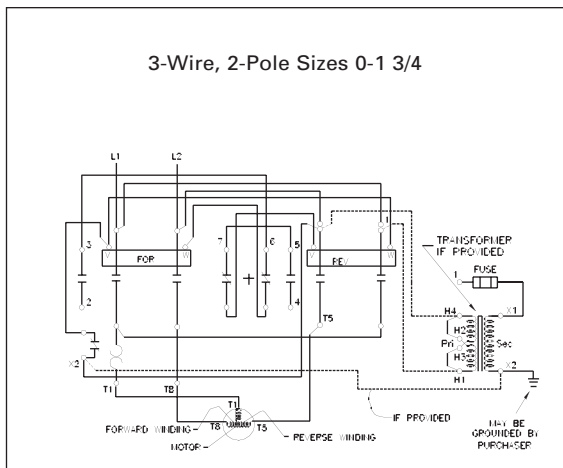 3-Wire, 2-Pole Sizes 0-1 3/4
L1 L2
3 V FOR W 7 6 5 V REV W 1
2 4
T5
X2
T1 T8
T1
T8 T5
FORWARD WINDING
MOTOR
REVERSE WINDING
TRANSFORMER
IF PROVIDED
1 FUSE
H4 X1
H2
Pri Sec
H3
H1 X2
IF PROVIDED
MAY BE
GROUNDED BY
PURCHASER